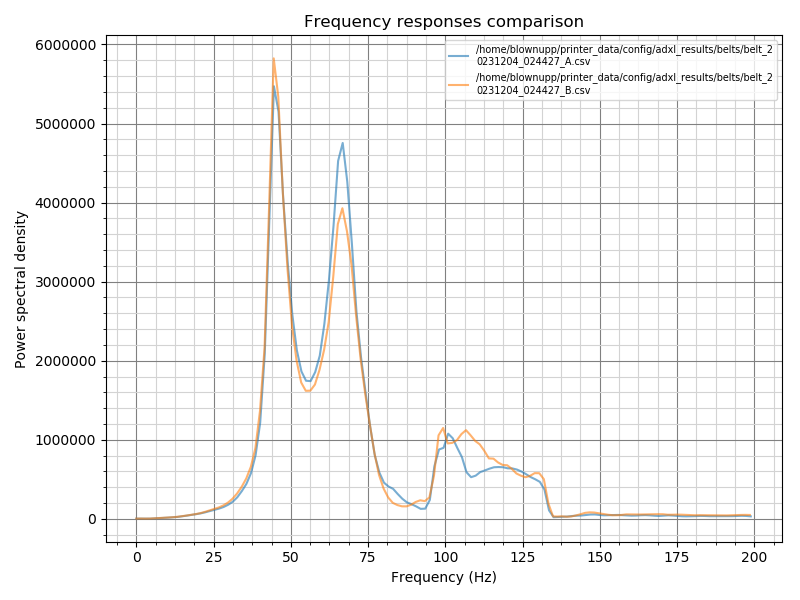 Frequency responses comparison
/home/blownupp/printer_data/config/adxl_results/belts/belt_2
0231204_024427_A.csv
/home/blownupp/printer_data/config/adxl_results/belts/belt_2
0231204_024427_B.csv
6000000
5000000
4000000
3000000
2000000
1000000
0
Power spectral density
0 25 50 75 100 125 150 175 200
Frequency (Hz)